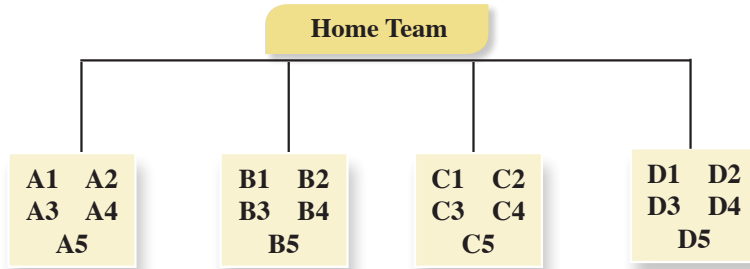 Home Team
A1 A2
A3 A4
A5
B1 B2
B3 B4
B5
C1 C2
C3 C4
C5
D1 D2
D3 D4
D5